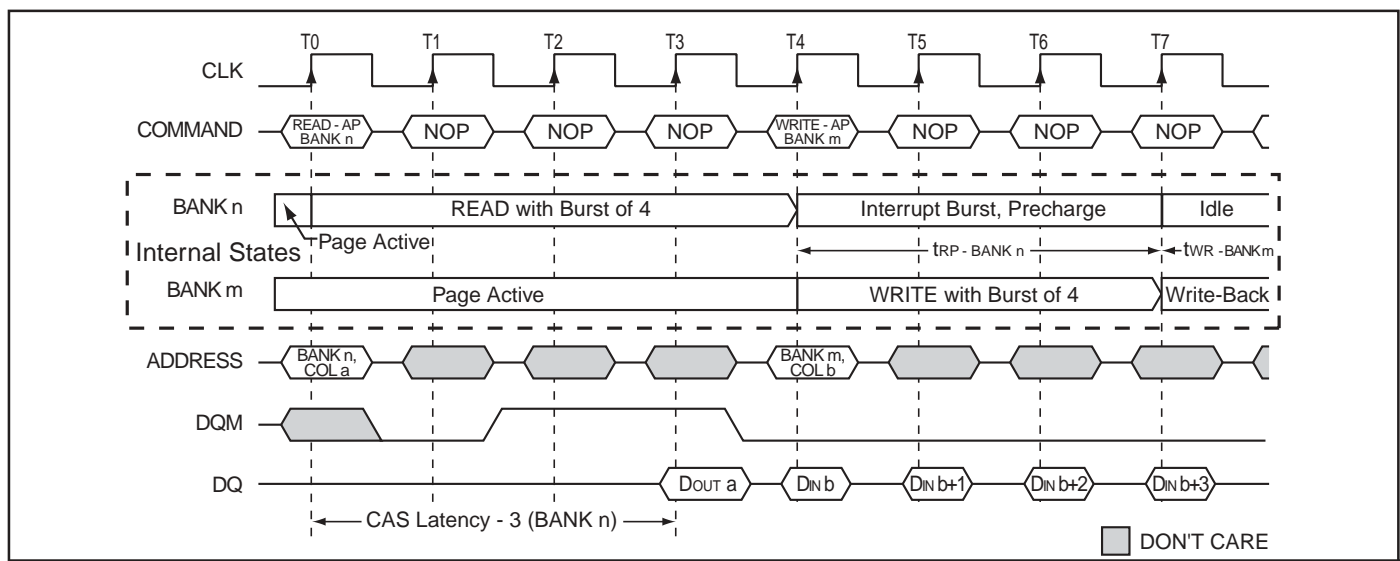 T0 T1 T2 T3 T4 T5 T6 T7
CLK
COMMAND READ - AP BANK n NOP NOP NOP WRITE - AP BANK m NOP NOP NOP
BANK n READ with Burst of 4 Interrupt Burst, Precharge Idle
Page Active
Internal States tRP - BANK n tWR - BANK m
BANK m Page Active WRITE with Burst of 4 Write-Back
ADDRESS BANK n, COL a BANK m, COL b
DQM
DQ DOUT a DIN b DIN b+1 DIN b+2 DIN b+3
CAS Latency - 3 (BANK n)
DON'T CARE